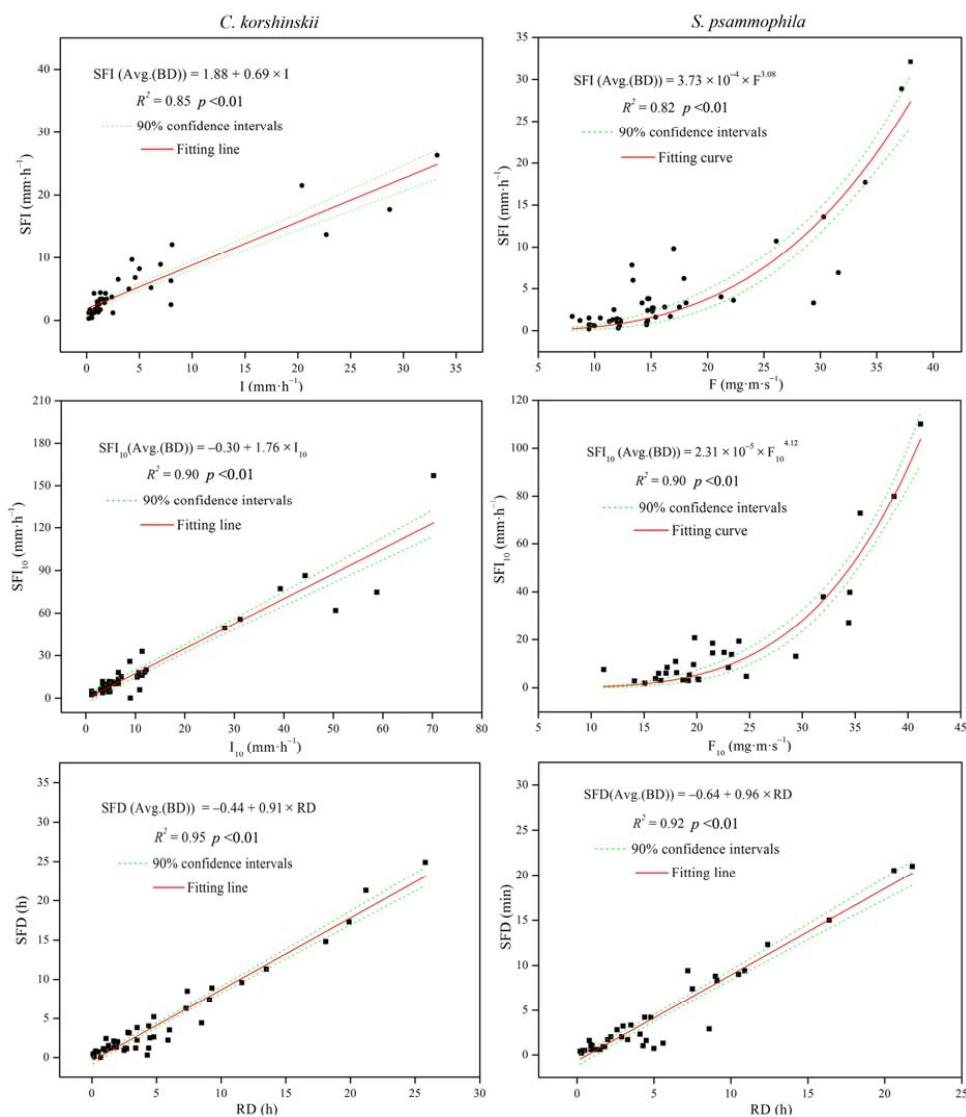 C. korshinskii
SFI (Avg.(BD)) = 1.88 + 0.69 × I
R² = 0.85 p <0.01
90% confidence intervals
Fitting line
SFI (mm·h⁻¹)
40
30
20
10
0
0 5 10 15 20 25 30 35
I (mm·h⁻¹)
S. psammophila
SFI (Avg.(BD)) = 3.73 × 10⁻⁴ × F³·⁰⁸
R² = 0.82 p <0.01
90% confidence intervals
Fitting curve
SFI (mm·h⁻¹)
35
30
25
20
15
10
5
0
5 10 15 20 25 30 35 40
F (mg·m·s⁻¹)
SFI₁₀ (Avg.(BD)) = –0.30 + 1.76 × I₁₀
R² = 0.90 p <0.01
90% confidence intervals
Fitting line
SFI₁₀ (mm·h⁻¹)
210
180
150
120
90
60
30
0
0 10 20 30 40 50 60 70 80
I₁₀ (mm·h⁻¹)
SFI₁₀ (Avg.(BD)) = 2.31 × 10⁻⁵ × F₁₀⁴·¹²
R² = 0.90 p <0.01
90% confidence intervals
Fitting curve
SFI₁₀ (mm·h⁻¹)
120
100
80
60
40
20
0
5 10 15 20 25 30 35 40 45
F₁₀ (mg·m·s⁻¹)
SFD (Avg.(BD)) = –0.44 + 0.91 × RD
R² = 0.95 p <0.01
90% confidence intervals
Fitting line
SFD (h)
35
30
25
20
15
10
5
0
0 5 10 15 20 25 30
RD (h)
SFD(Avg.(BD)) = –0.64 + 0.96 × RD
R² = 0.92 p <0.01
90% confidence intervals
Fitting line
SFD (min)
30
20
10
0
0 5 10 15 20 25
RD (h)